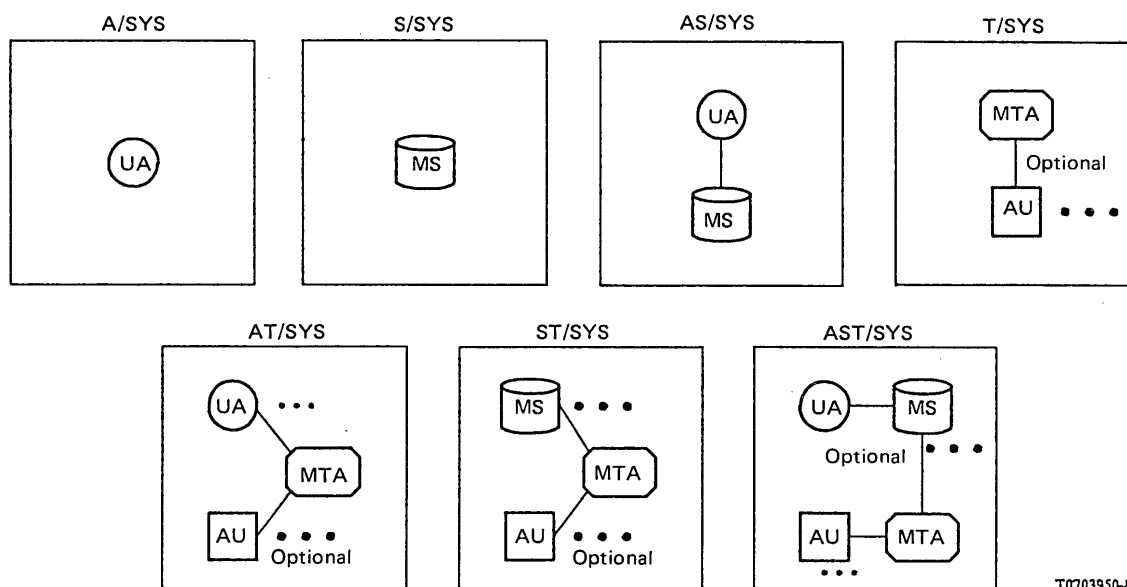 A/SYS
S/SYS
AS/SYS
T/SYS
UA
MS
UA
MS
MTA
Optional
AU
AT/SYS
ST/SYS
AST/SYS
UA
MTA
AU
Optional
MS
MTA
AU
Optional
UA
MS
Optional
AU
MTA